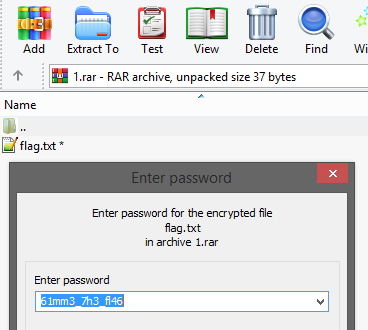 Add Extract To Test View Delete Find Wi
1.rar - RAR archive, unpacked size 37 bytes
Name
..
flag.txt *
Enter password
Enter password for the encrypted file
flag.txt
in archive 1.rar
Enter password
61mm3_7h3_fl46